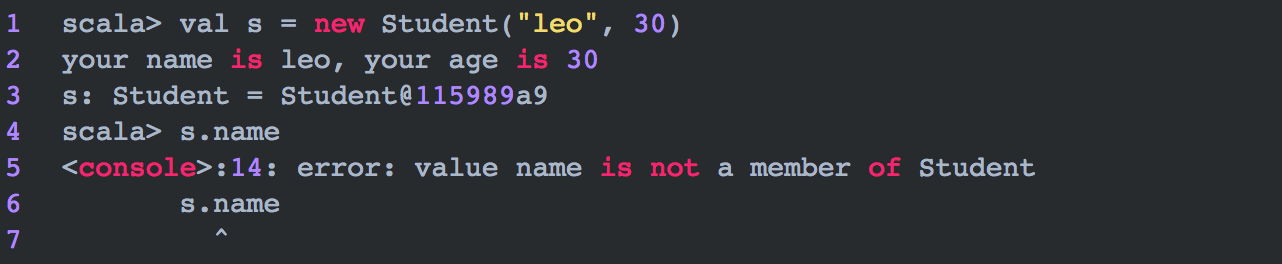 1 scala> val s = new Student("leo", 30)
2 your name is leo, your age is 30
3 s: Student = Student@115989a9
4 scala> s.name
5 <console>:14: error: value name is not a member of Student
6        s.name
7          ^